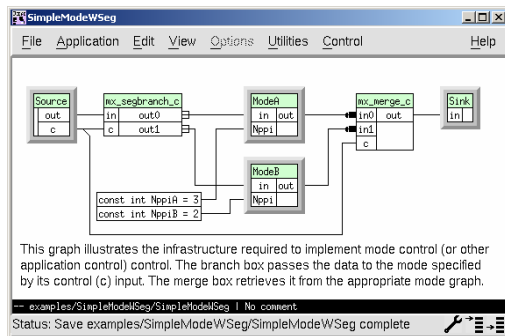 SimpleModeWSeg
File Application Edit View Options Utilities Control Help
Source
out
c
mx_segbranch_c
in out0
c out1
ModeA
in out
Nppi
mx_merge_c
in0 out
in1
c
Sink
in
ModeB
in out
Nppi
const int NppiA = 3
const int NppiB = 2
This graph illustrates the infrastructure required to implement mode control (or other
application control) control. The branch box passes the data to the mode specified
by its control (c) input. The merge box retrieves it from the appropriate mode graph.
-- examples/SimpleModeWSeg/SimpleModeWSeg | No comment
Status: Save examples/SimpleModeWSeg/SimpleModeWSeg complete